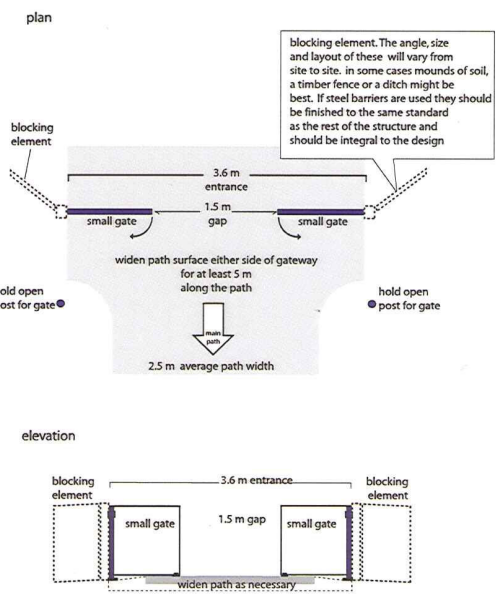 plan
blocking element. The angle, size
and layout of these will vary from
site to site. in some cases mounds of soil,
a timber fence or a ditch might be
best. If steel barriers are used they should
be finished to the same standard
as the rest of the structure and
should be integral to the design
blocking
element
3.6 m
entrance
1.5 m
gap
small gate
small gate
widen path surface either side of gateway
for at least 5 m
along the path
old open
ost for gate
hold open
post for gate
main
path
2.5 m average path width
elevation
blocking
element
3.6 m entrance
blocking
element
small gate
1.5 m gap
small gate
widen path as necessary